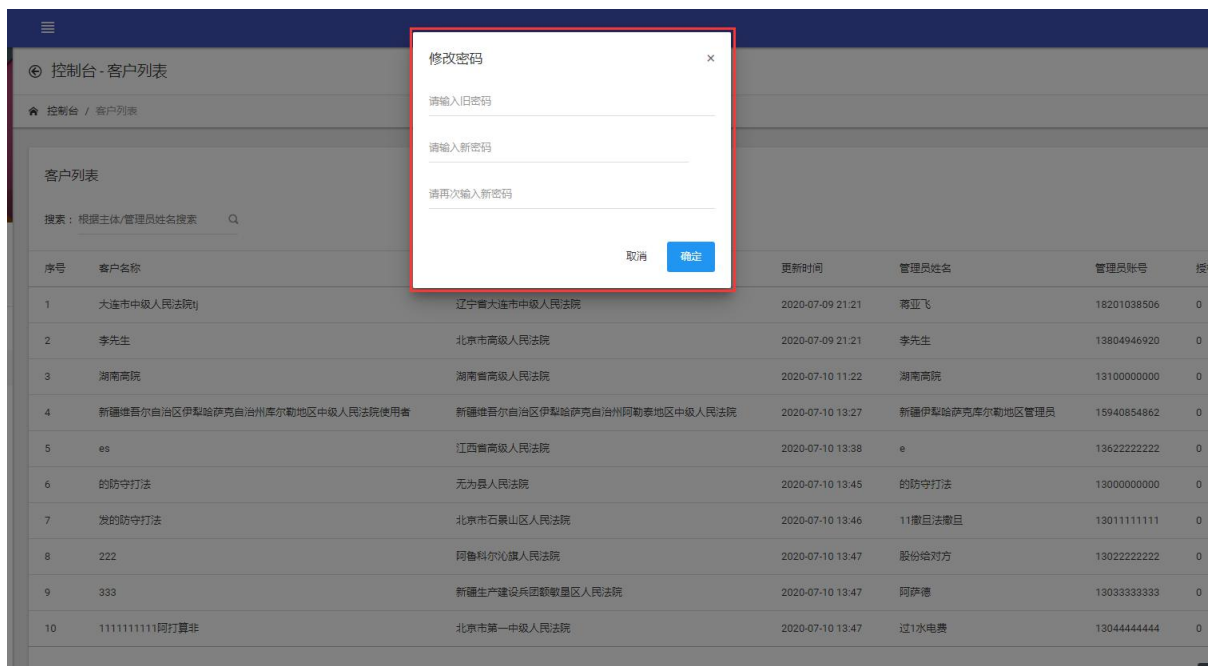 控制台 - 客户列表
控制台 / 客户列表
修改密码 ×
请输入旧密码
请输入新密码
请再次输入新密码
取消 确定
客户列表
搜索： 根据主体/管理员姓名搜索
序号 客户名称 更新时间 管理员姓名 管理员账号
1 大连市中级人民法院tj 辽宁省大连市中级人民法院 2020-07-09 21:21 蒋亚飞 18201038506 0
2 李先生 北京市高级人民法院 2020-07-09 21:21 李先生 13804946920 0
3 湖南高院 湖南省高级人民法院 2020-07-10 11:22 湖南高院 13100000000 0
4 新疆维吾尔自治区伊犁哈萨克自治州库尔勒地区中级人民法院使用者 新疆维吾尔自治区伊犁哈萨克自治州阿勒泰地区中级人民法院 2020-07-10 13:27 新疆伊犁哈萨克库尔勒地区管理员 15940854862 0
5 es 江西省高级人民法院 2020-07-10 13:38 e 13622222222 0
6 的防守打法 无为县人民法院 2020-07-10 13:45 的防守打法 13000000000 0
7 发的防守打法 北京市石景山区人民法院 2020-07-10 13:46 11撒旦法撒旦 13011111111 0
8 222 阿鲁科尔沁旗人民法院 2020-07-10 13:47 股份给对方 13022222222 0
9 333 新疆生产建设兵团额敏垦区人民法院 2020-07-10 13:47 阿萨德 13033333333 0
10 1111111111阿打算非 北京市第一中级人民法院 2020-07-10 13:47 过1水电费 13044444444 0